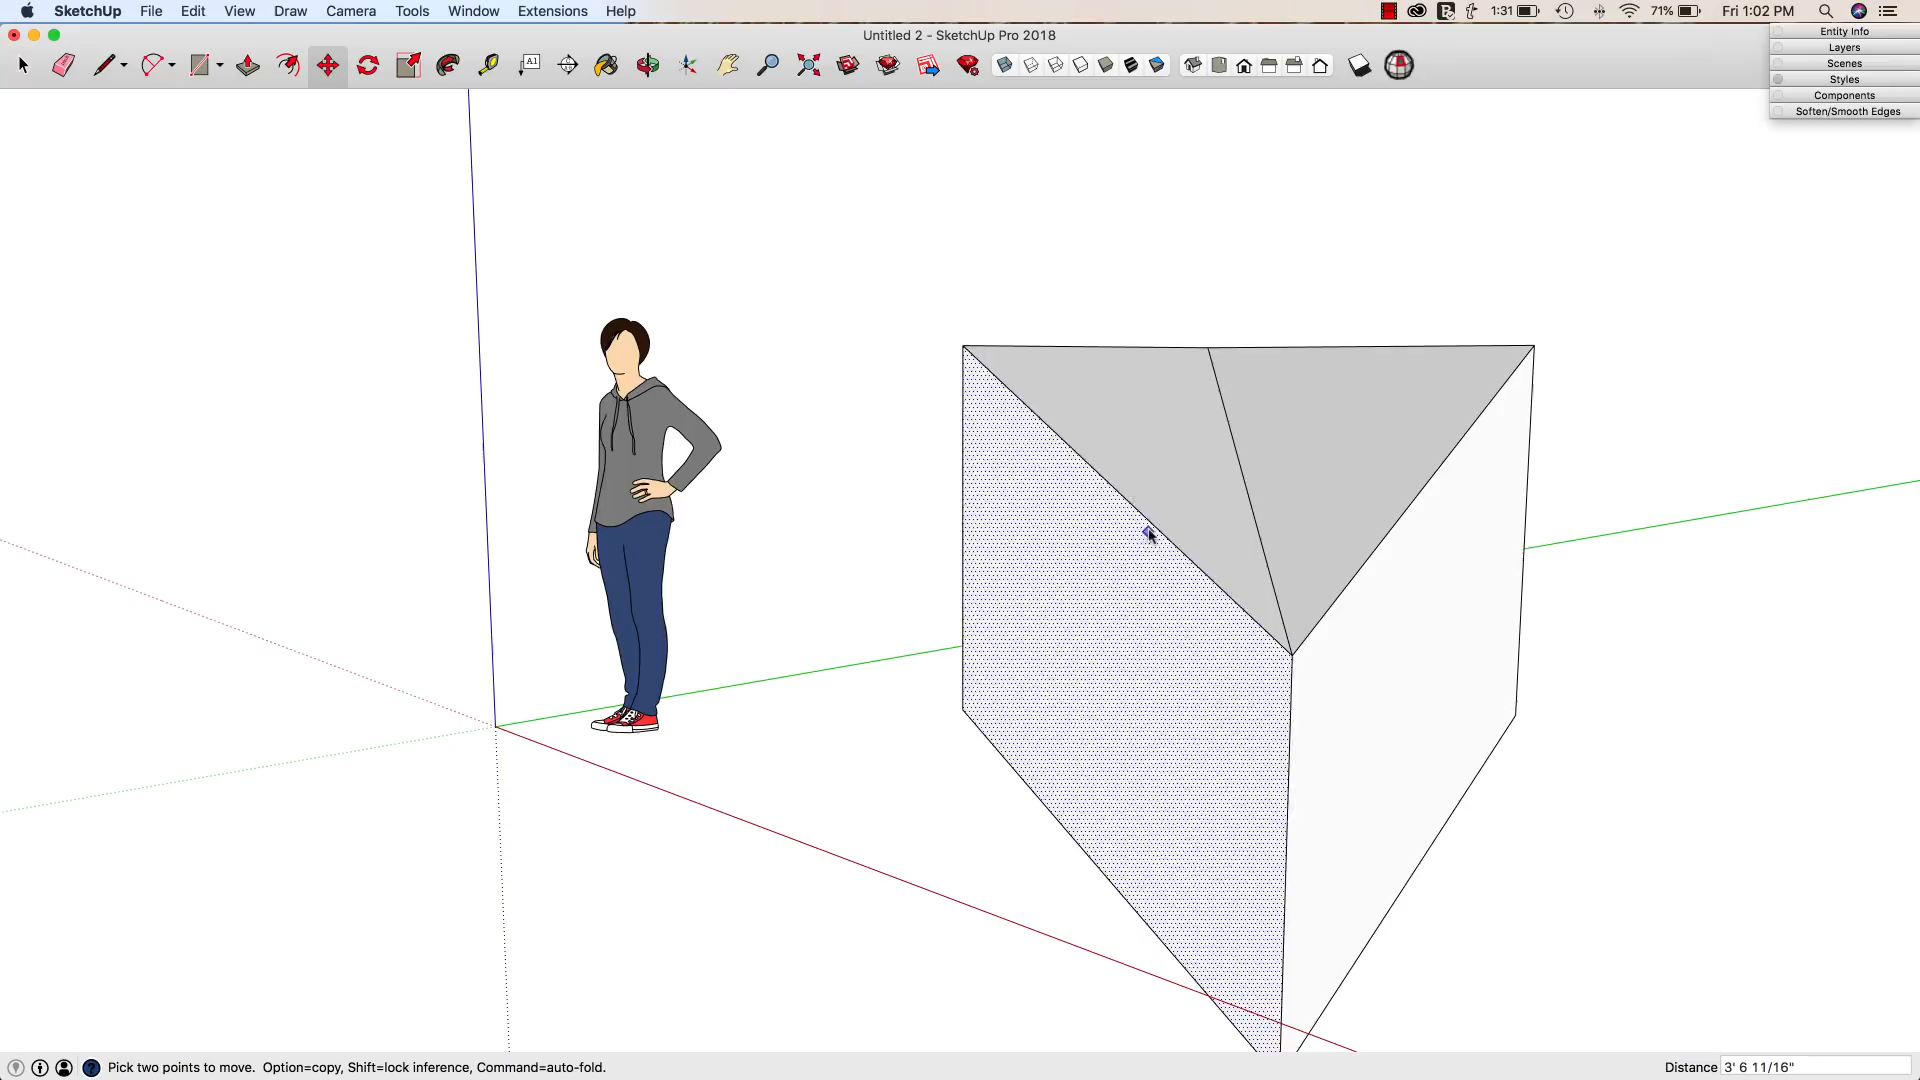 SketchUp File Edit View Draw Camera Tools Window Extensions Help 1:31 71% Fri 1:02 PM
Untitled 2 - SketchUp Pro 2018
A1
Entity Info
Layers
Scenes
Styles
Components
Soften/Smooth Edges
Pick two points to move. Option=copy, Shift=lock inference, Command=auto-fold. Distance 3' 6 11/16"